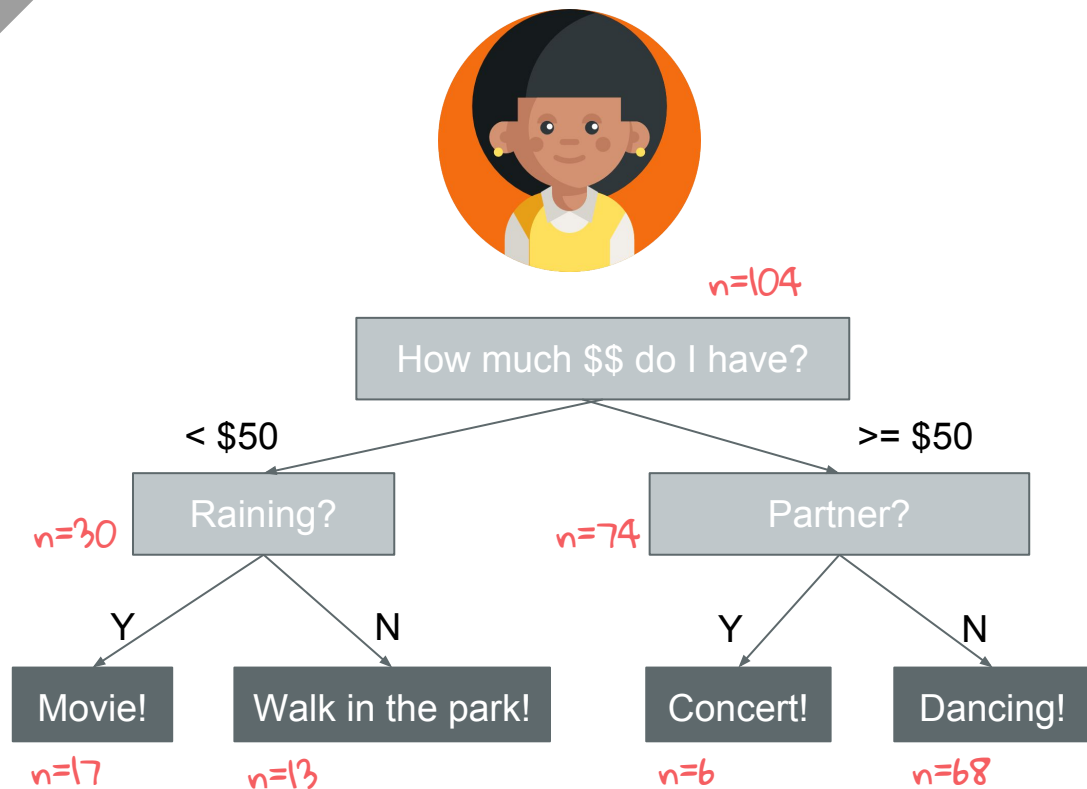 n=104
How much $$ do I have?
< $50
>= $50
n=30
Raining?
n=74
Partner?
Y
N
Y
N
Movie!
Walk in the park!
Concert!
Dancing!
n=17
n=13
n=6
n=68